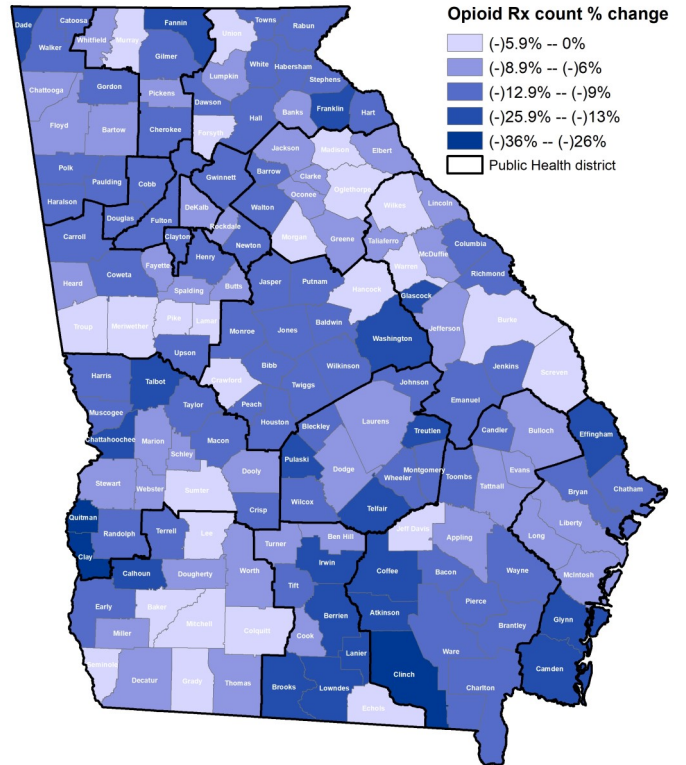 Opioid Rx count % change
(-)5.9% -- 0%
(-)8.9% -- (-)6%
(-)12.9% -- (-)9%
(-)25.9% -- (-)13%
(-)36% -- (-)26%
Public Health district
Dade
Catoosa
Fannin
Union
Towns
Rabun
Walker
Whitfield
Murray
Gilmer
White
Habersham
Lumpkin
Stephens
Chattooga
Gordon
Pickens
Dawson
Hall
Banks
Franklin
Hart
Floyd
Bartow
Cherokee
Forsyth
Jackson
Madison
Elbert
Polk
Paulding
Cobb
Gwinnett
Barrow
Clarke
Oglethorpe
Oconee
Wilkes
Lincoln
Haralson
Douglas
Fulton
DeKalb
Walton
Rockdale
Morgan
Greene
Taliaferro
Columbia
McDuffie
Carroll
Clayton
Henry
Newton
Warren
Richmond
Coweta
Fayette
Heard
Spalding
Butts
Jasper
Putnam
Hancock
Glascock
Troup
Meriwether
Pike
Lamar
Monroe
Jones
Baldwin
Washington
Jefferson
Burke
Upson
Bibb
Wilkinson
Jenkins
Screven
Harris
Talbot
Crawford
Twiggs
Johnson
Emanuel
Muscogee
Taylor
Peach
Houston
Bleckley
Laurens
Treutlen
Candler
Bulloch
Effingham
Chattahoochee
Marion
Macon
Schley
Pulaski
Dodge
Montgomery
Wheeler
Toombs
Evans
Tattnall
Stewart
Webster
Sumter
Dooly
Wilcox
Telfair
Bryan
Chatham
Crisp
Quitman
Randolph
Terrell
Lee
Turner
Ben Hill
Jeff Davis
Appling
Long
Liberty
Clay
Calhoun
Dougherty
Worth
Irwin
Coffee
Bacon
Wayne
McIntosh
Tift
Early
Baker
Mitchell
Colquitt
Berrien
Atkinson
Pierce
Miller
Cook
Brantley
Glynn
Lanier
Ware
Seminole
Decatur
Grady
Thomas
Brooks
Lowndes
Clinch
Charlton
Camden
Echols